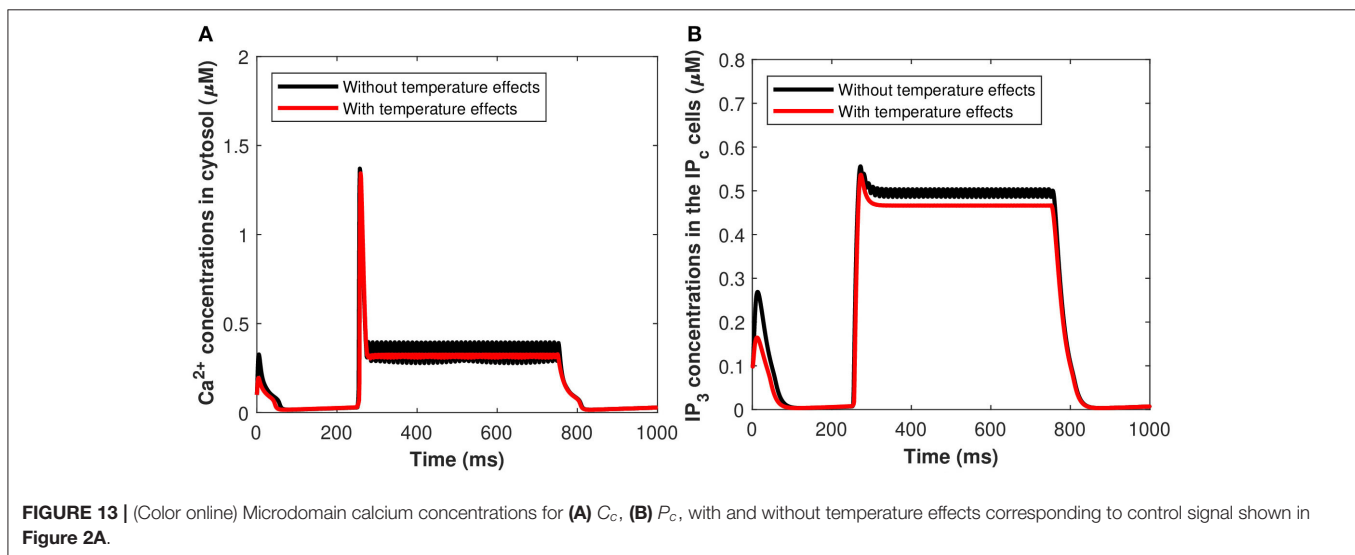 A
Ca2+ concentrations in cytosol (μM)
2
1.5
1
0.5
0
Without temperature effects
With temperature effects
0 200 400 600 800 1000
Time (ms)
B
IP3 concentrations in the IPc cells (μM)
0.8
0.7
0.6
0.5
0.4
0.3
0.2
0.1
0
Without temperature effects
With temperature effects
0 200 400 600 800 1000
Time (ms)
FIGURE 13 | (Color online) Microdomain calcium concentrations for (A) Cc, (B) Pc, with and without temperature effects corresponding to control signal shown in
Figure 2A.